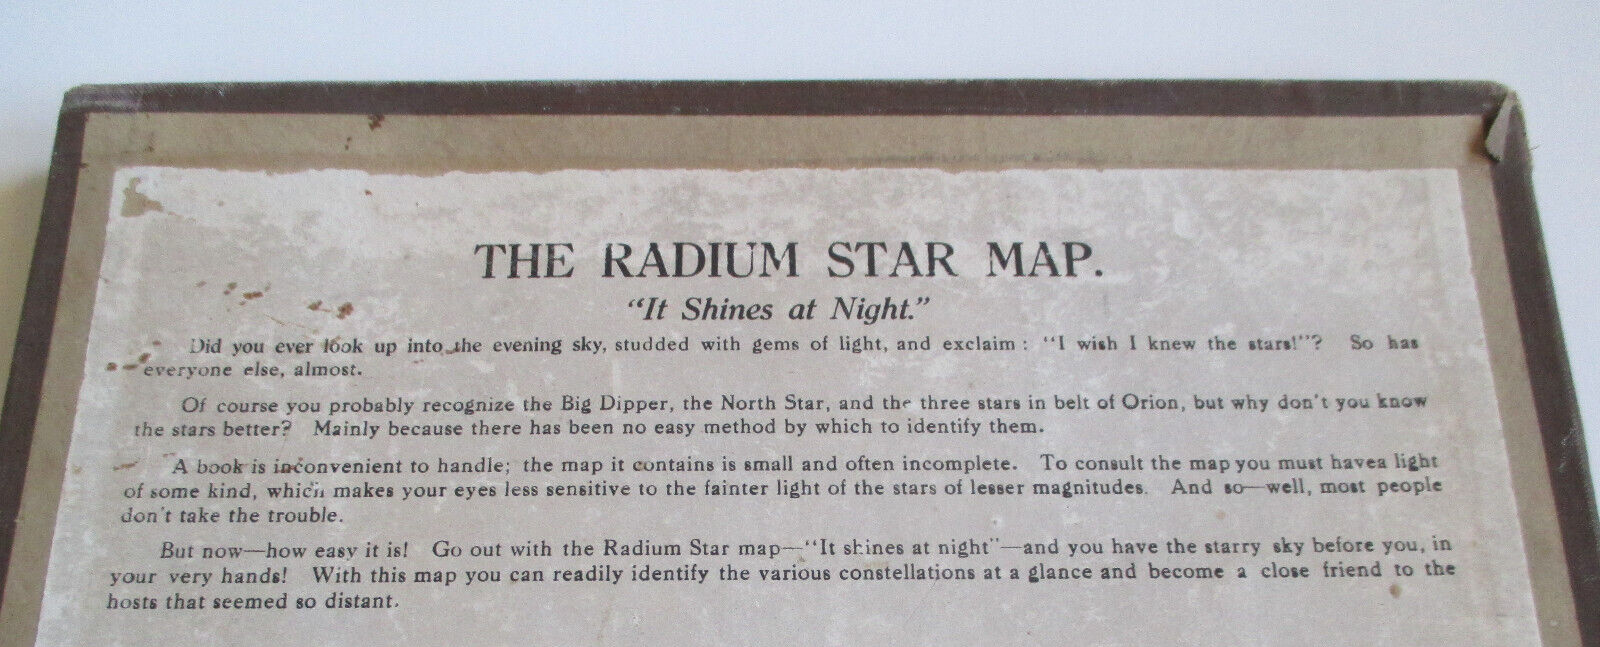 THE RADIUM STAR MAP.
"It Shines at Night."
Did you ever look up into the evening sky, studded with gems of light, and exclaim : "I wish I knew the stars!"? So has
everyone else, almost.
Of course you probably recognize the Big Dipper, the North Star, and the three stars in belt of Orion, but why don't you know
the stars better? Mainly because there has been no easy method by which to identify them.
A book is inconvenient to handle; the map it contains is small and often incomplete. To consult the map you must havea light
of some kind, which makes your eyes less sensitive to the fainter light of the stars of lesser magnitudes. And so—well, most people
don't take the trouble.
But now—how easy it is! Go out with the Radium Star map—"It shines at night"—and you have the starry sky before you, in
your very hands! With this map you can readily identify the various constellations at a glance and become a close friend to the
hosts that seemed so distant.